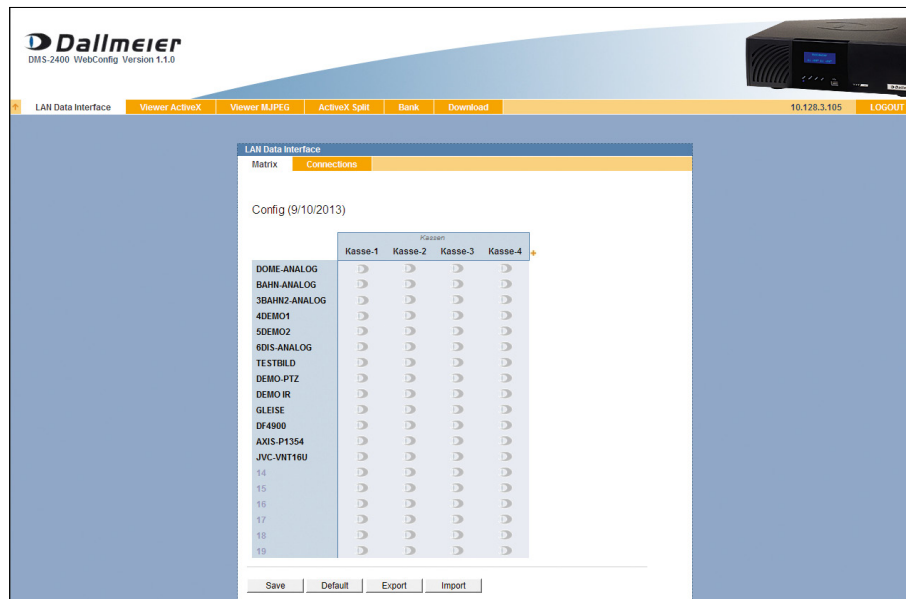 Dallmeier
DMS-2400 WebConfig Version 1.1.0
LAN Data Interface Viewer ActiveX Viewer MJPEG ActiveX Split Bank Download 10.128.3.105 LOGOUT
LAN Data Interface
Matrix Connections
Config (9/10/2013)
Kassen
Kasse-1 Kasse-2 Kasse-3 Kasse-4 +
DOME-ANALOG
BAHN-ANALOG
3BAHN2-ANALOG
4DEMO1
5DEMO2
6DIS-ANALOG
TESTBILD
DEMO-PTZ
DEMO IR
GLEISE
DF4900
AXIS-P1354
JVC-VNT16U
14
15
16
17
18
19
Save Default Export Import